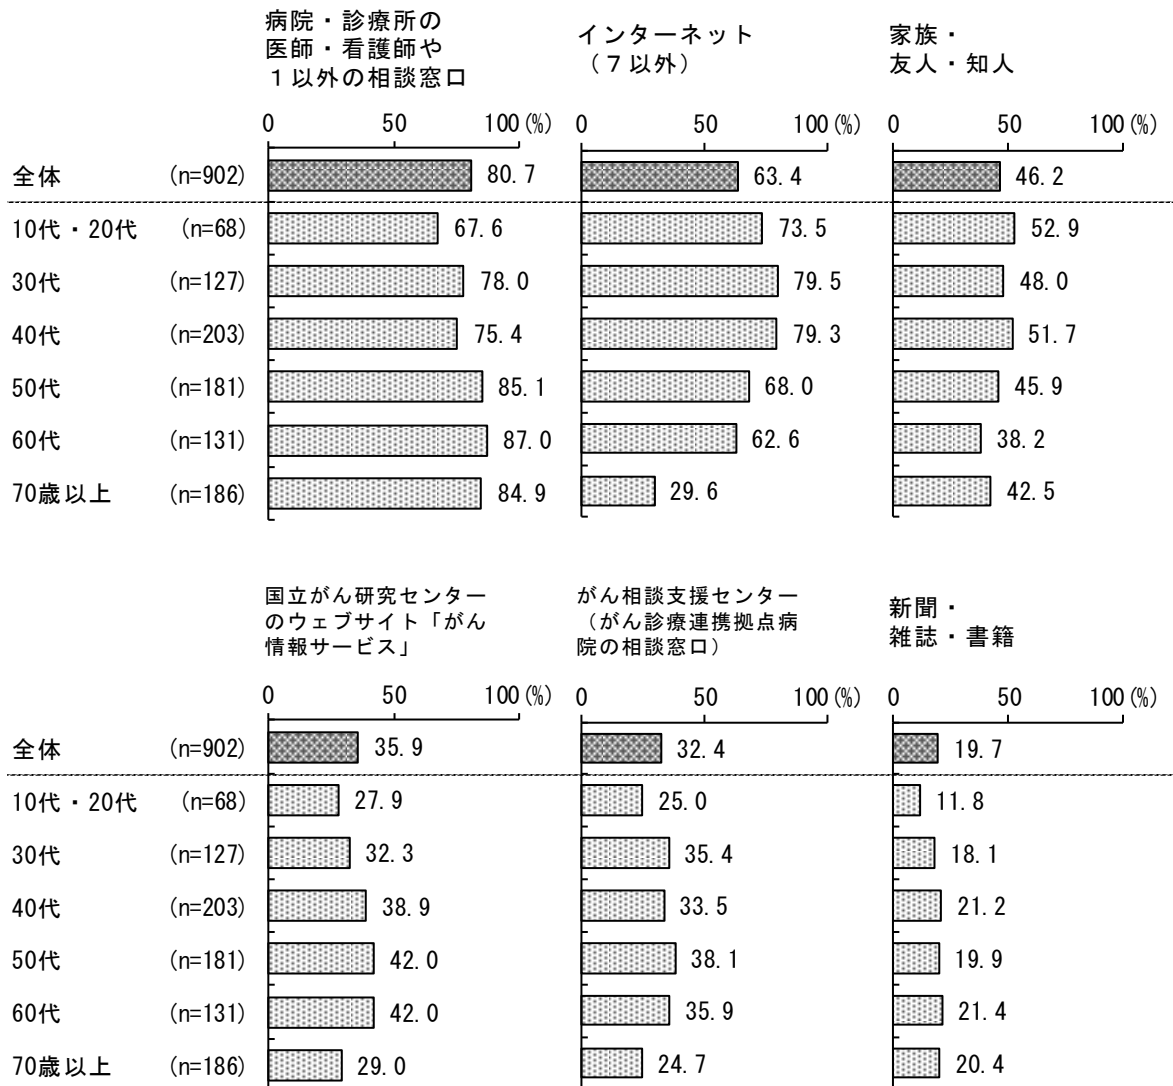 病院・診療所の
医師・看護師や
１以外の相談窓口
インターネット
（７以外）
家族・
友人・知人
0 50 100(%) 0 50 100(%) 0 50 100(%)
全体 (n=902) 80.7 63.4 46.2
10代・20代 (n=68) 67.6 73.5 52.9
30代 (n=127) 78.0 79.5 48.0
40代 (n=203) 75.4 79.3 51.7
50代 (n=181) 85.1 68.0 45.9
60代 (n=131) 87.0 62.6 38.2
70歳以上 (n=186) 84.9 29.6 42.5
国立がん研究センター
のウェブサイト「がん
情報サービス」
がん相談支援センター
（がん診療連携拠点病
院の相談窓口）
新聞・
雑誌・書籍
0 50 100(%) 0 50 100(%) 0 50 100(%)
全体 (n=902) 35.9 32.4 19.7
10代・20代 (n=68) 27.9 25.0 11.8
30代 (n=127) 32.3 35.4 18.1
40代 (n=203) 38.9 33.5 21.2
50代 (n=181) 42.0 38.1 19.9
60代 (n=131) 42.0 35.9 21.4
70歳以上 (n=186) 29.0 24.7 20.4